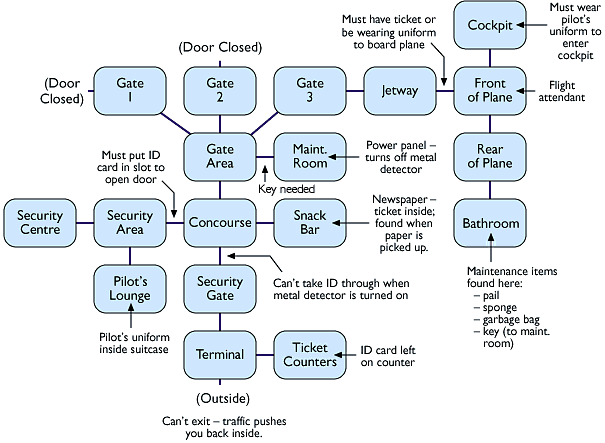 Must have ticket or
be wearing uniform
to board plane
Cockpit
Must wear
pilot's
uniform to
enter
cockpit
(Door Closed)
(Door
Closed)
Gate
1
Gate
2
Gate
3
Jetway
Front
of Plane
Flight
attendant
Must put ID
card in slot to
open door
Gate
Area
Maint.
Room
Power panel –
turns off metal
detector
Rear
of Plane
Key needed
Security
Centre
Security
Area
Concourse
Snack
Bar
Newspaper –
ticket inside;
found when
paper is
picked up.
Bathroom
Pilot's
Lounge
Security
Gate
Can't take ID through when
metal detector is turned on
Maintenance items
found here:
– pail
– sponge
– garbage bag
– key (to maint.
room)
Pilot's uniform
inside suitcase
Terminal
Ticket
Counters
ID card left
on counter
(Outside)
Can't exit – traffic pushes
you back inside.